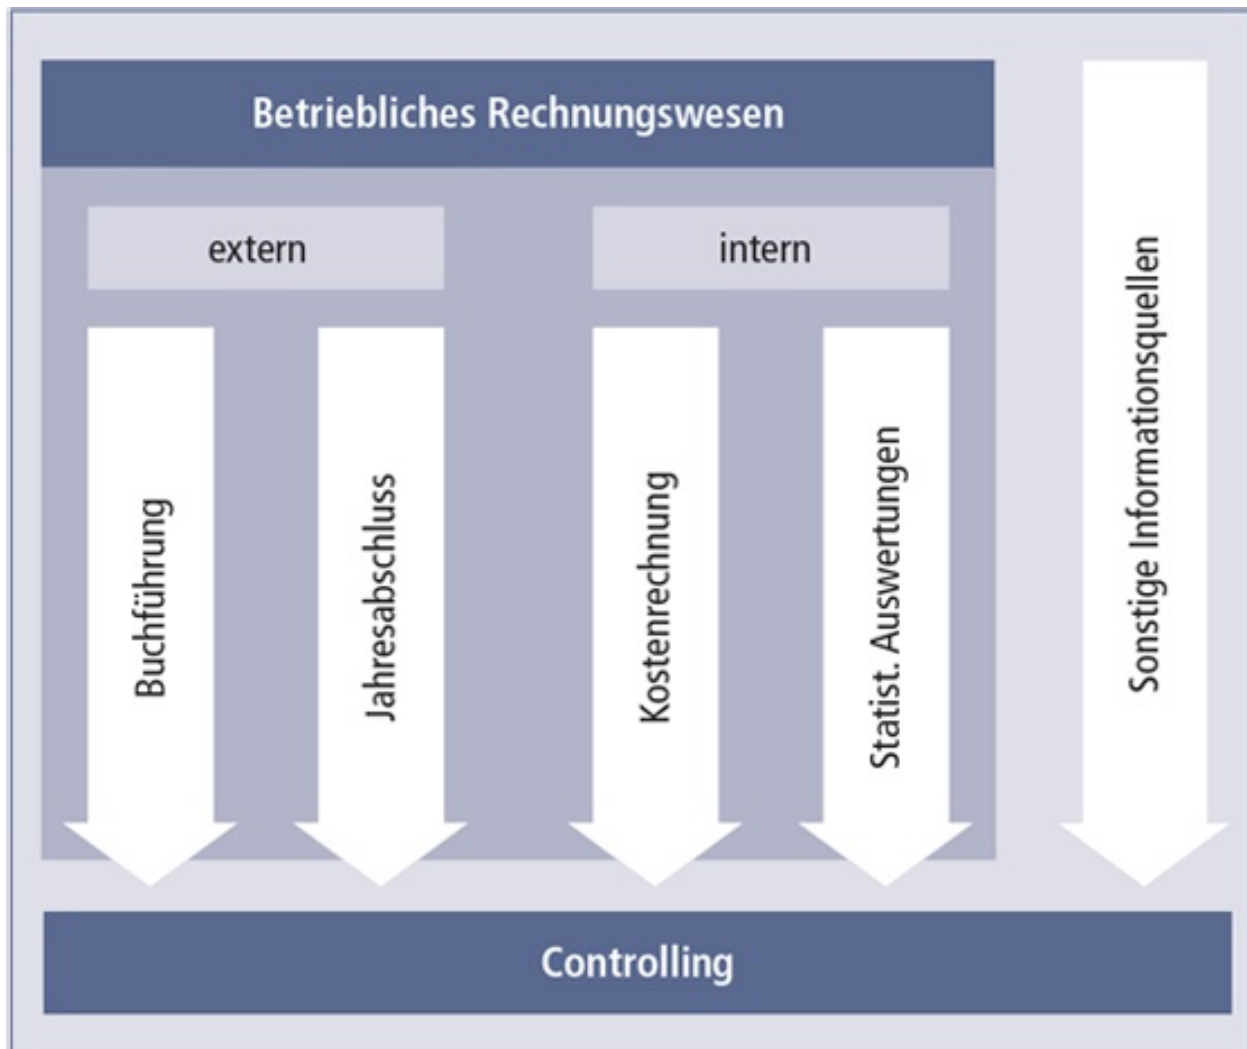 Betriebliches Rechnungswesen
extern
intern
Buchführung
Jahresabschluss
Kostenrechnung
Statist. Auswertungen
Sonstige Informationsquellen
Controlling